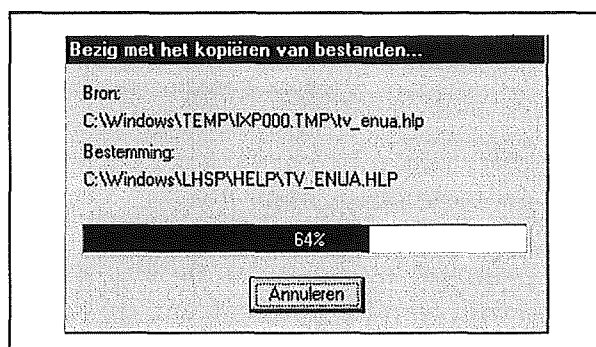 Bezig met het kopiëren van bestanden...
Bron:
C:\Windows\TEMP\IXP000.TMP\tv_enua.hlp
Bestemming:
C:\Windows\LHSP\HELP\TV_ENUA.HLP
64%
Annuleren